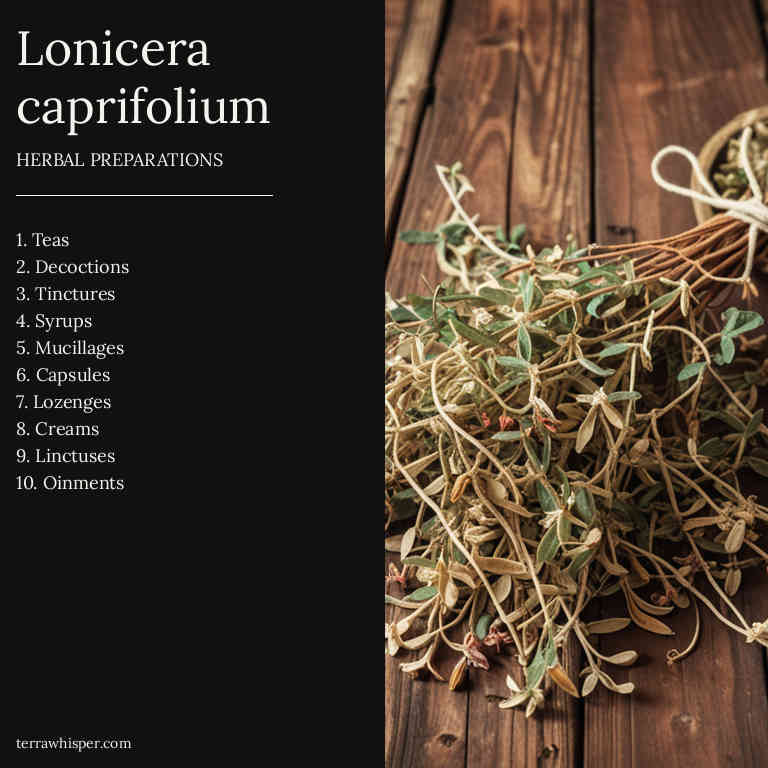 Lonicera
caprifolium
HERBAL PREPARATIONS
1. Teas
2. Decoctions
3. Tinctures
4. Syrups
5. Mucillages
6. Capsules
7. Lozenges
8. Creams
9. Linctuses
10. Oinments
terrawhisper.com